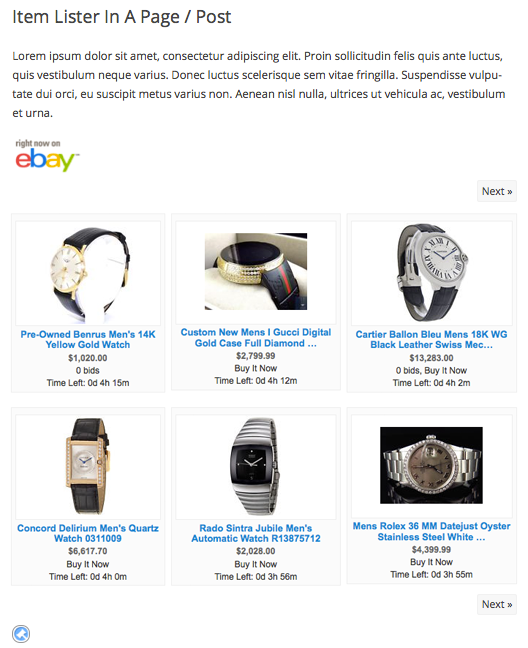 Item Lister In A Page / Post
Lorem ipsum dolor sit amet, consectetur adipiscing elit. Proin sollicitudin felis quis ante luctus,
quis vestibulum neque varius. Donec luctus scelerisque sem vitae fringilla. Suspendisse vulpu-
tate dui orci, eu suscipit metus varius non. Aenean nisl nulla, ultrices ut vehicula ac, vestibulum
et urna.
right now on
ebay™
Next »
Pre-Owned Benrus Men's 14K
Yellow Gold Watch
$1,020.00
0 bids
Time Left: 0d 4h 15m
Custom New Mens I Gucci Digital
Gold Case Full Diamond ...
$2,799.99
Buy It Now
Time Left: 0d 4h 12m
Cartier Ballon Bleu Mens 18K WG
Black Leather Swiss Mec...
$13,283.00
0 bids, Buy It Now
Time Left: 0d 4h 2m
Concord Delirium Men's Quartz
Watch 0311009
$6,617.70
Buy It Now
Time Left: 0d 4h 0m
Rado Sintra Jubile Men's
Automatic Watch R13875712
$2,028.00
Buy It Now
Time Left: 0d 3h 56m
Mens Rolex 36 MM Datejust Oyster
Stainless Steel White ...
$4,399.99
Buy It Now
Time Left: 0d 3h 55m
Next »